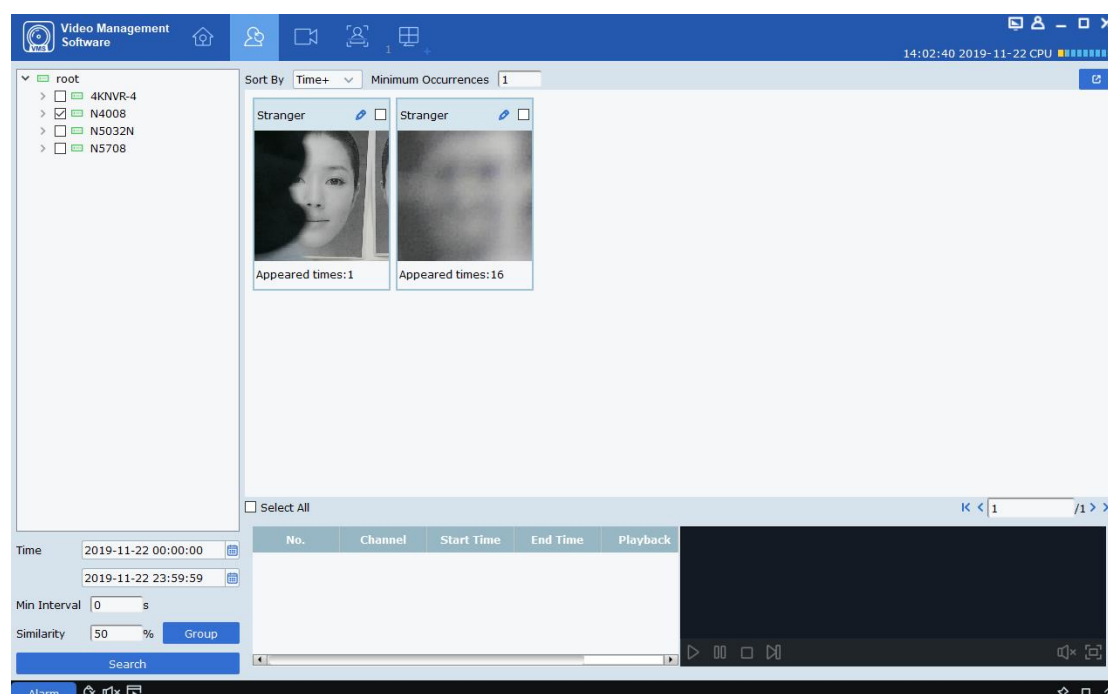 Video Management
Software
VMS
1
+
14:02:40 2019-11-22 CPU
root
4KNVR-4
N4008
N5032N
N5708
Sort By Time+ Minimum Occurrences 1
Stranger Stranger
Appeared times:1 Appeared times:16
Select All
1 /1
Time 2019-11-22 00:00:00
2019-11-22 23:59:59
Min Interval 0 s
Similarity 50 % Group
Search
No. Channel Start Time End Time Playback
Alarm